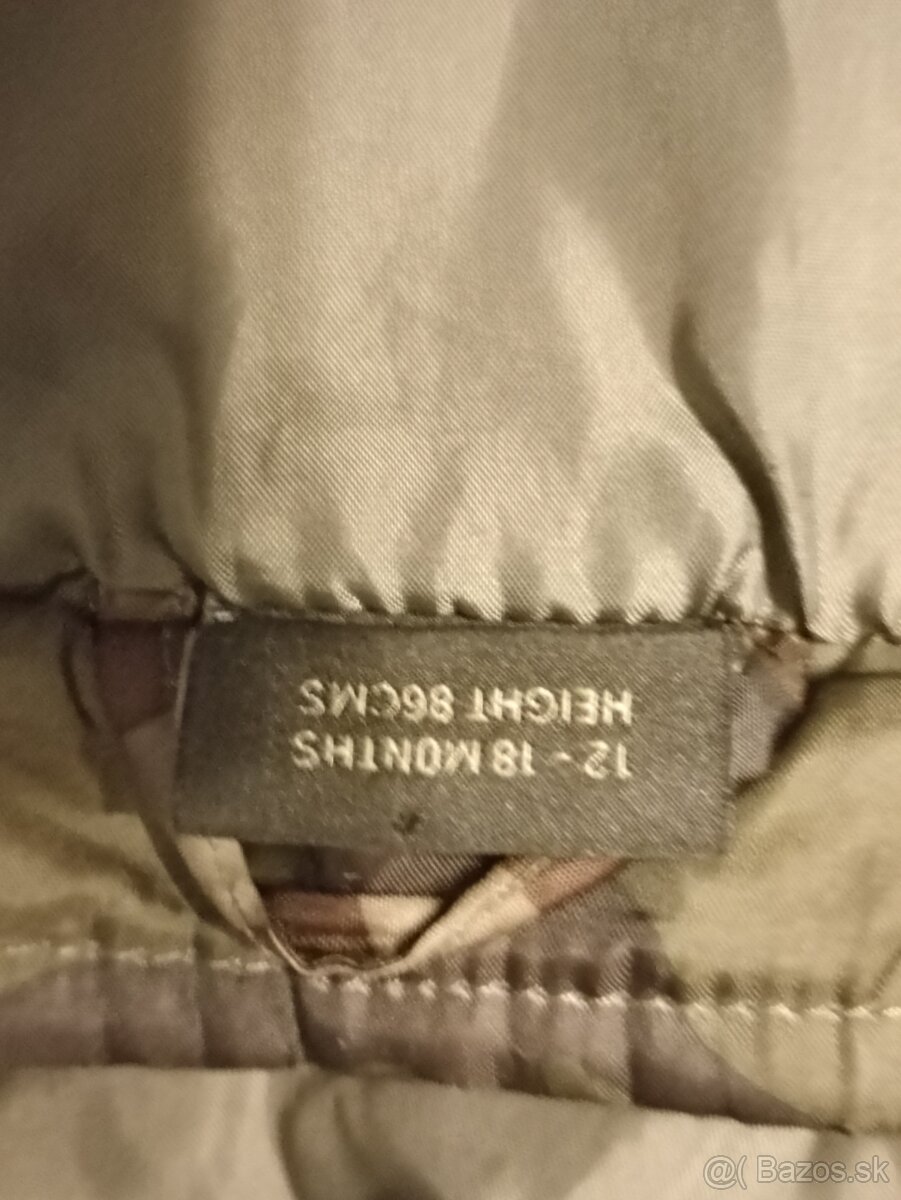 12 - 18 MONTHS
HEIGHT 86CMS
@( Bazos.sk